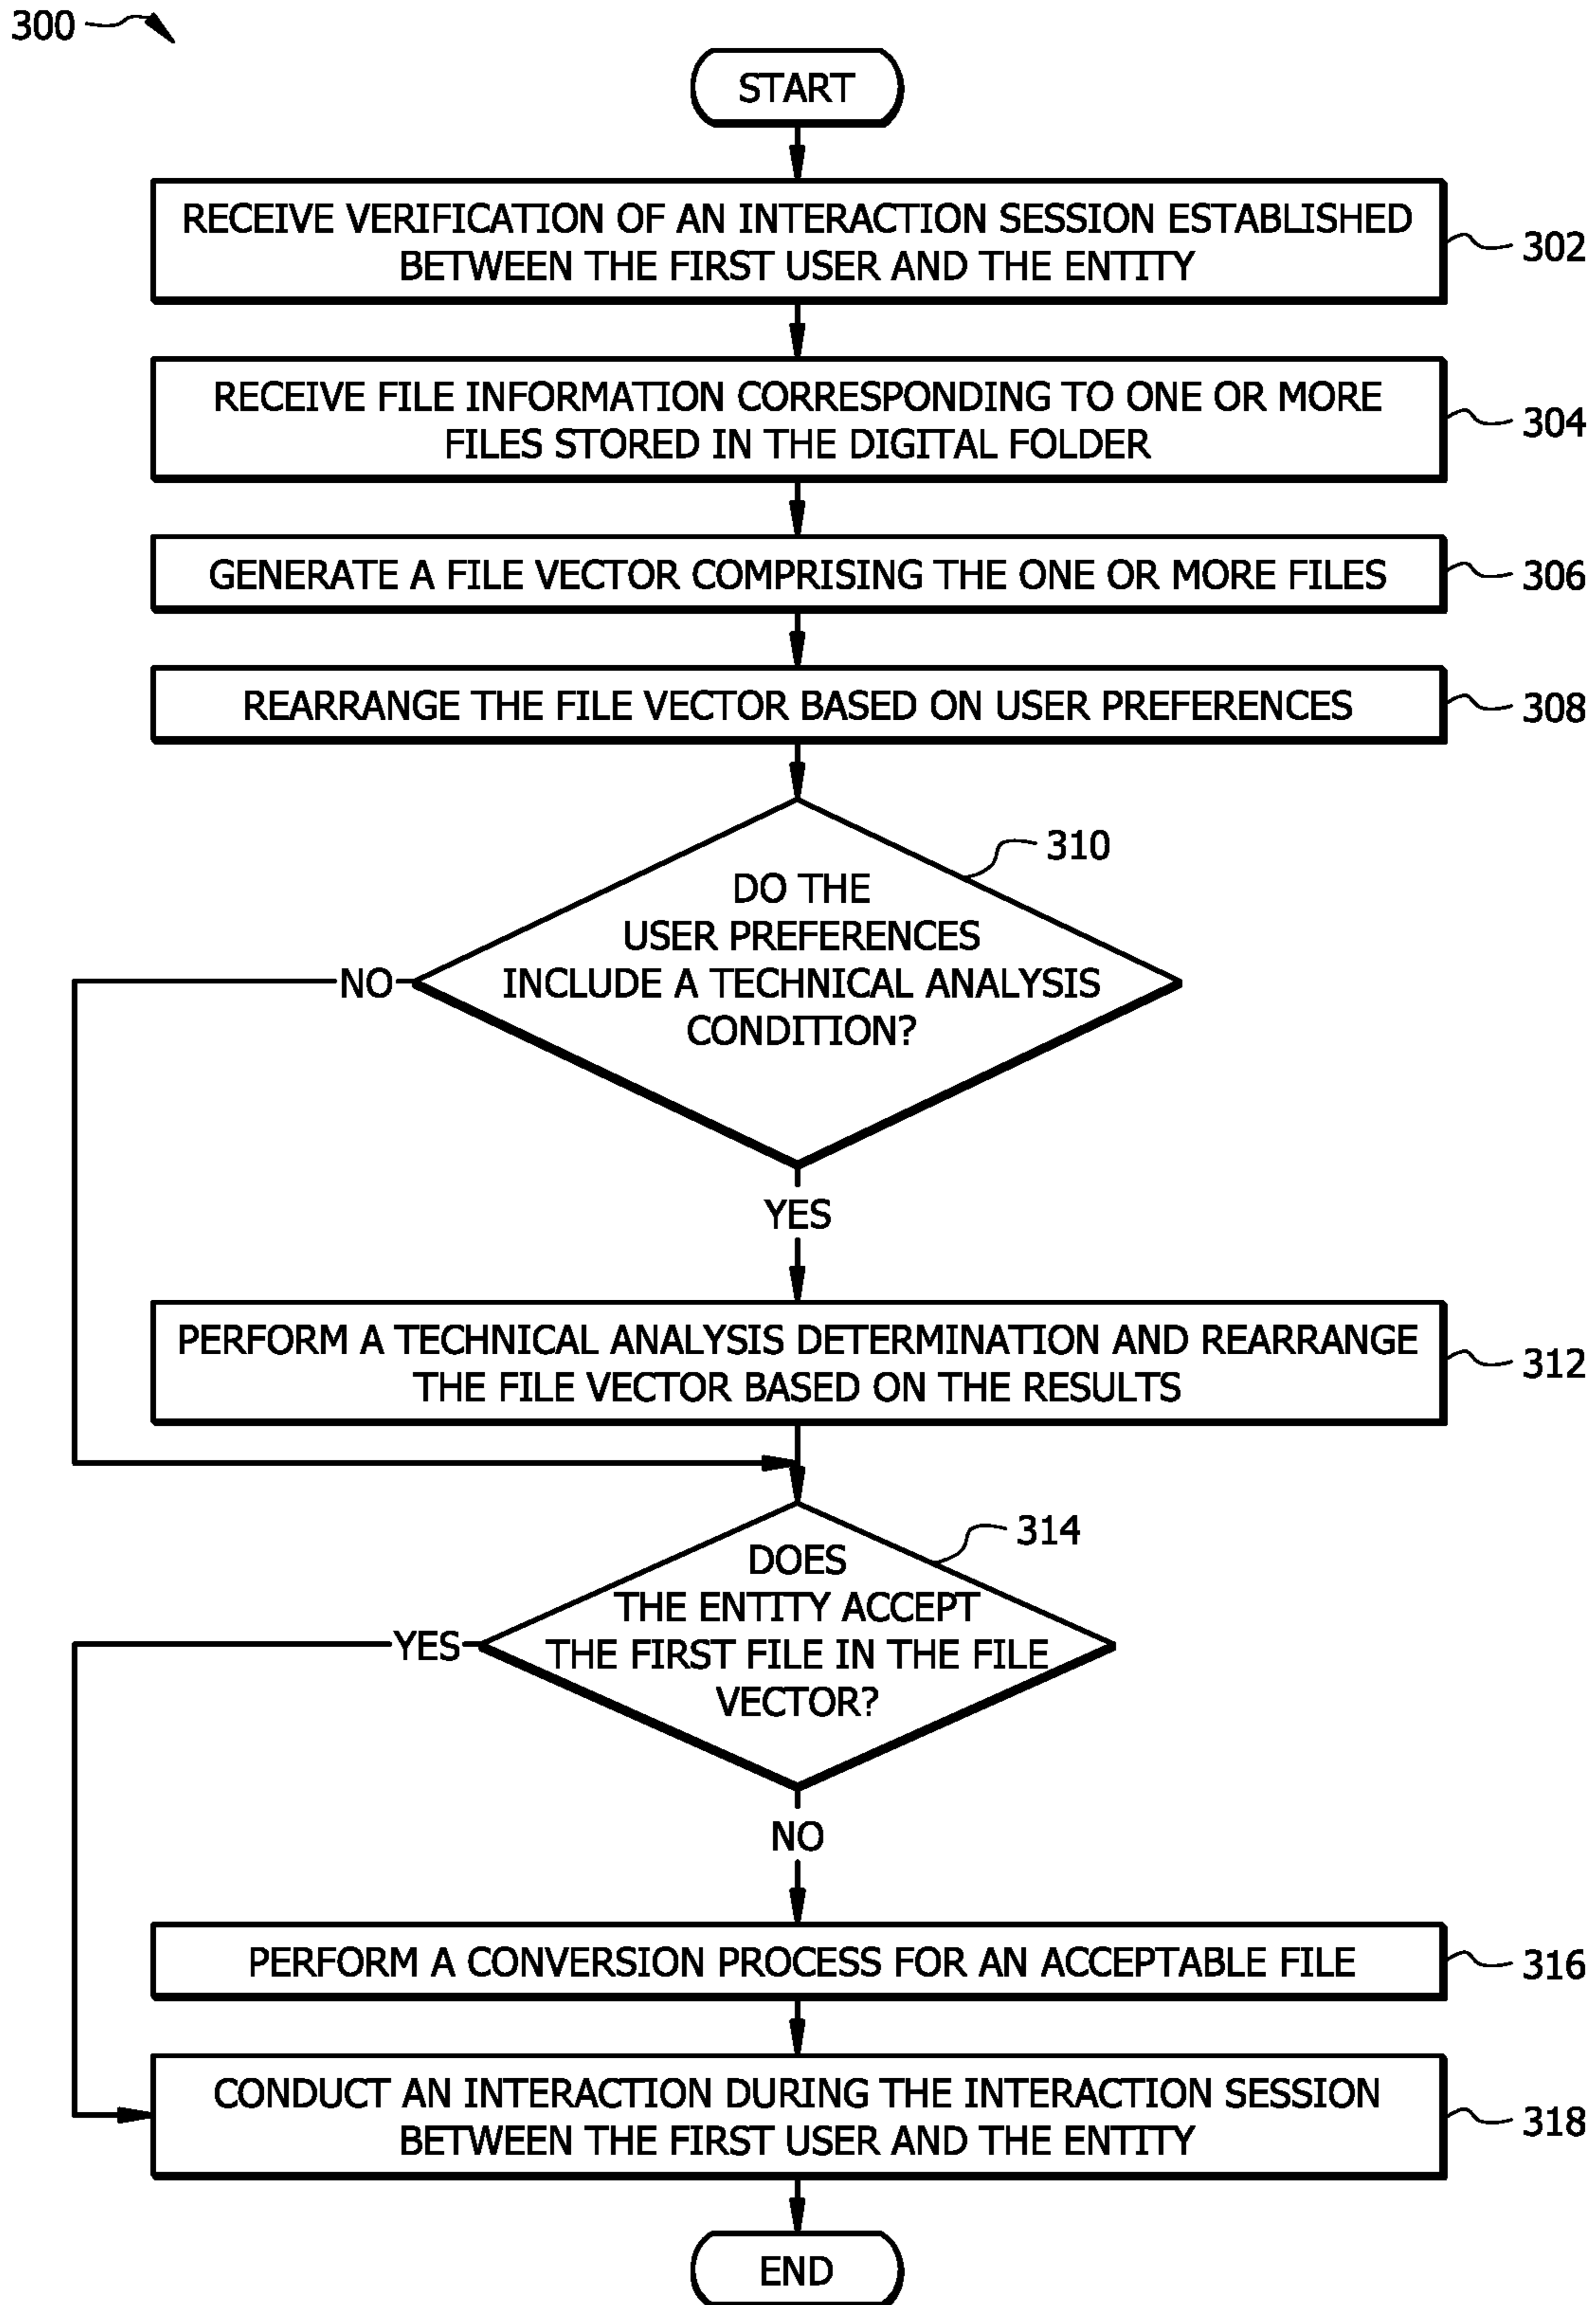 300
START
RECEIVE VERIFICATION OF AN INTERACTION SESSION ESTABLISHED
BETWEEN THE FIRST USER AND THE ENTITY
302
RECEIVE FILE INFORMATION CORRESPONDING TO ONE OR MORE
FILES STORED IN THE DIGITAL FOLDER
304
GENERATE A FILE VECTOR COMPRISING THE ONE OR MORE FILES
306
REARRANGE THE FILE VECTOR BASED ON USER PREFERENCES
308
310
DO THE
USER PREFERENCES
INCLUDE A TECHNICAL ANALYSIS
CONDITION?
NO
YES
PERFORM A TECHNICAL ANALYSIS DETERMINATION AND REARRANGE
THE FILE VECTOR BASED ON THE RESULTS
312
314
DOES
THE ENTITY ACCEPT
THE FIRST FILE IN THE FILE
VECTOR?
YES
NO
PERFORM A CONVERSION PROCESS FOR AN ACCEPTABLE FILE
316
CONDUCT AN INTERACTION DURING THE INTERACTION SESSION
BETWEEN THE FIRST USER AND THE ENTITY
318
END